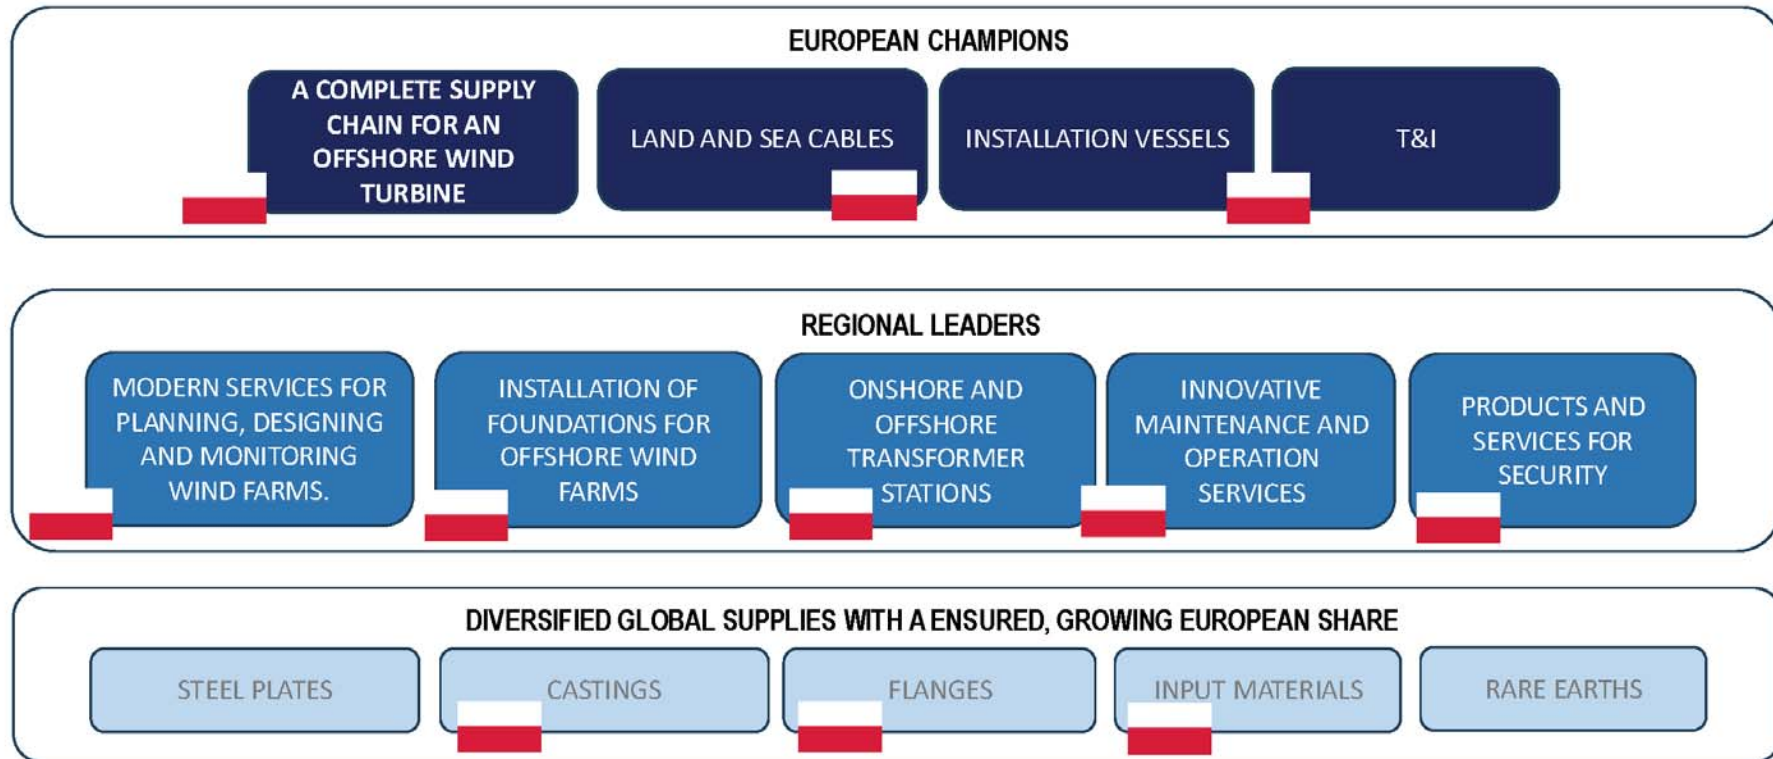 EUROPEAN CHAMPIONS
A COMPLETE SUPPLY
CHAIN FOR AN
OFFSHORE WIND
TURBINE
LAND AND SEA CABLES
INSTALLATION VESSELS
T&I
REGIONAL LEADERS
MODERN SERVICES FOR
PLANNING, DESIGNING
AND MONITORING
WIND FARMS.
INSTALLATION OF
FOUNDATIONS FOR
OFFSHORE WIND
FARMS
ONSHORE AND
OFFSHORE
TRANSFORMER
STATIONS
INNOVATIVE
MAINTENANCE AND
OPERATION
SERVICES
PRODUCTS AND
SERVICES FOR
SECURITY
DIVERSIFIED GLOBAL SUPPLIES WITH A ENSURED, GROWING EUROPEAN SHARE
STEEL PLATES
CASTINGS
FLANGES
INPUT MATERIALS
RARE EARTHS